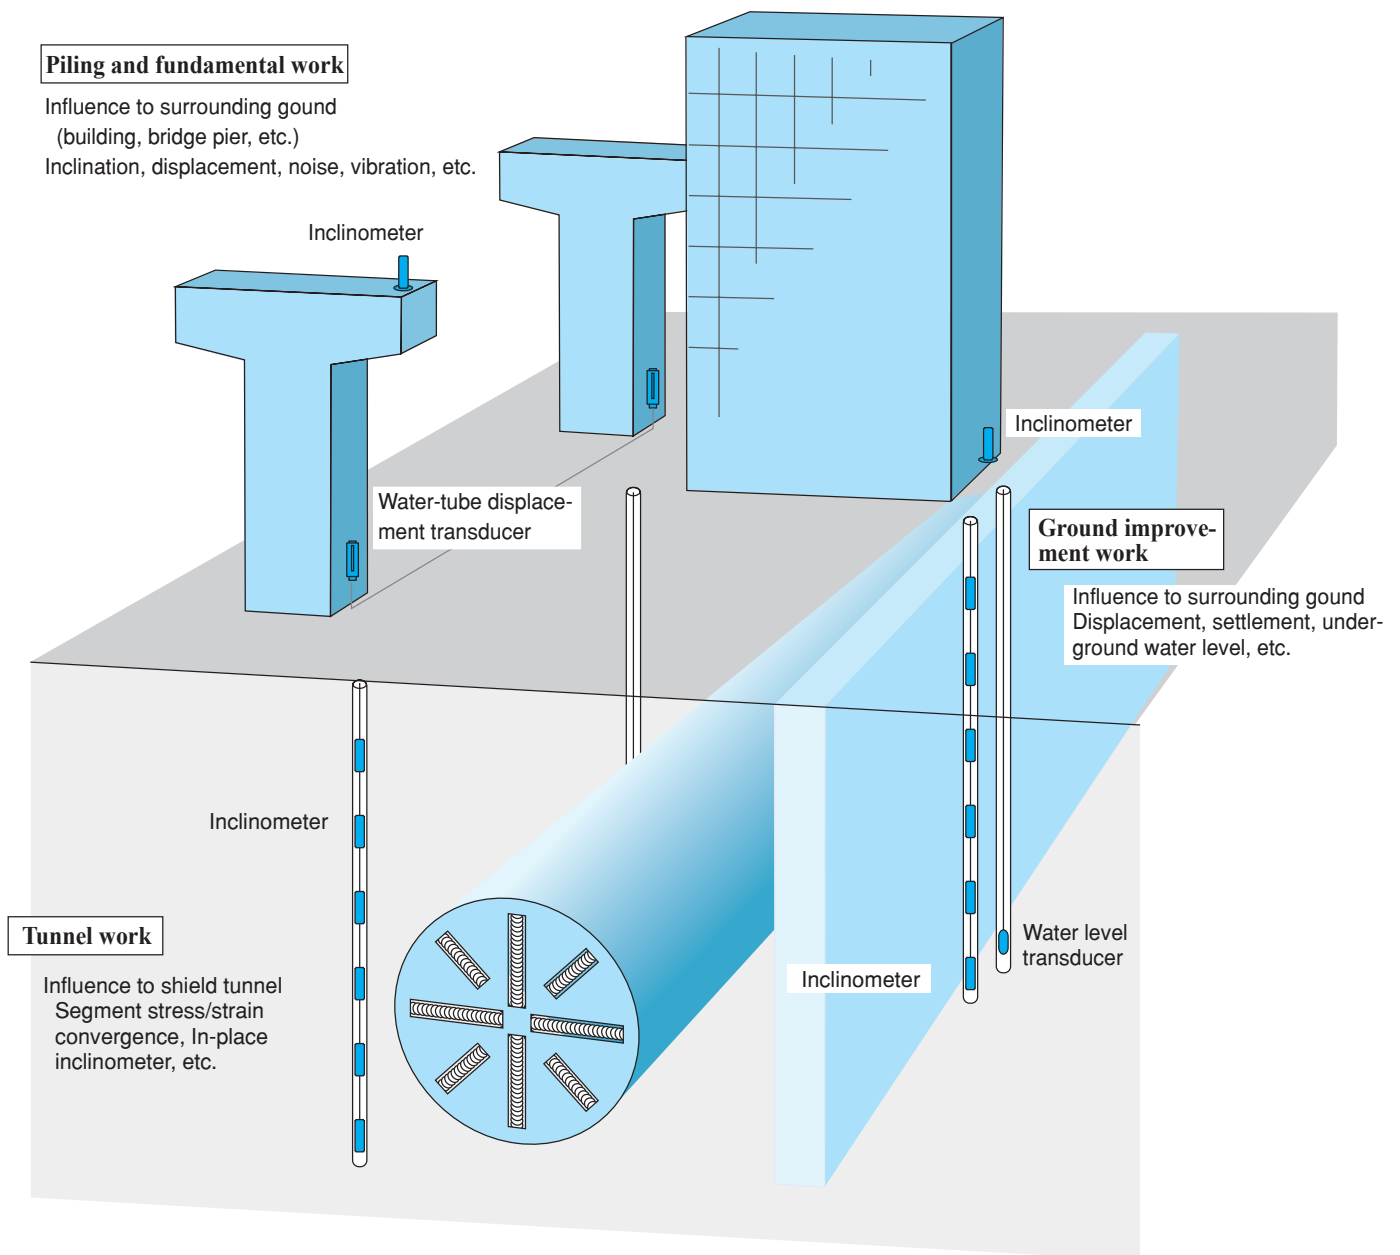 Piling and fundamental work
Influence to surrounding gound
(building, bridge pier, etc.)
Inclination, displacement, noise, vibration, etc.
Inclinometer
Inclinometer
Water-tube displace-
ment transducer
Ground improve-
ment work
Influence to surrounding gound
Displacement, settlement, under-
ground water level, etc.
Inclinometer
Tunnel work
Influence to shield tunnel
Segment stress/strain
convergence, In-place
inclinometer, etc.
Inclinometer
Water level
transducer